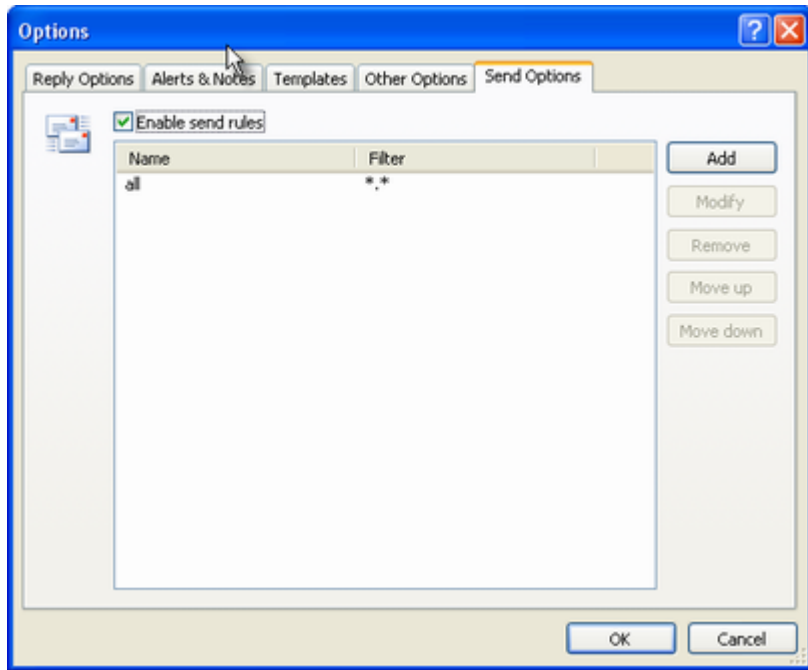 Options
Reply Options Alerts & Notes Templates Other Options Send Options
Enable send rules
Name Filter
all *.*
Add
Modify
Remove
Move up
Move down
OK Cancel